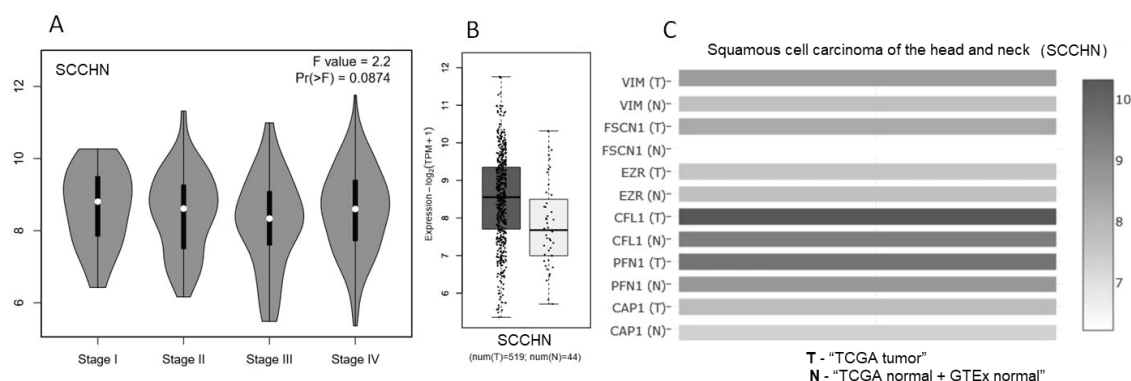 A
SCCHN
F value = 2.2
Pr(>F) = 0.0874
12
10
8
6
Stage I
Stage II
Stage III
Stage IV
B
Expression − log2(TPM + 1)
12
11
10
9
8
7
6
SCCHN
(num(T)=519; num(N)=44)
C
Squamous cell carcinoma of the head and neck (SCCHN)
VIM (T)
VIM (N)
FSCN1 (T)
FSCN1 (N)
EZR (T)
EZR (N)
CFL1 (T)
CFL1 (N)
PFN1 (T)
PFN1 (N)
CAP1 (T)
CAP1 (N)
10
9
8
7
T - “TCGA tumor”
N - “TCGA normal + GTEx normal”